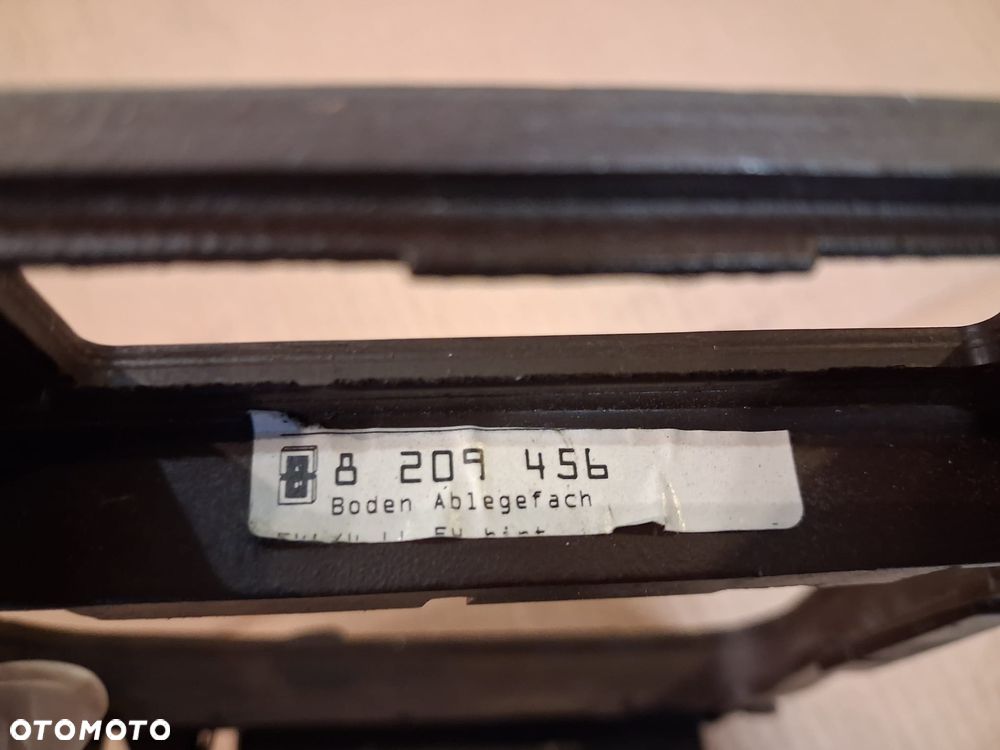 8 209 456
Boden Ablegefach
OTOMOTO